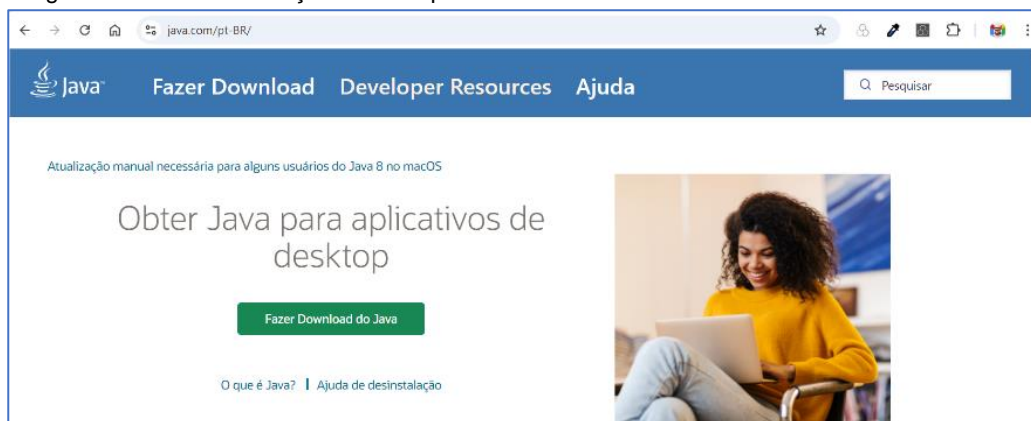 java.com/pt-BR/
Java
Fazer Download
Developer Resources
Ajuda
Pesquisar
Atualização manual necessária para alguns usuários do Java 8 no macOS
Obter Java para aplicativos de
desktop
Fazer Download do Java
O que é Java? | Ajuda de desinstalação